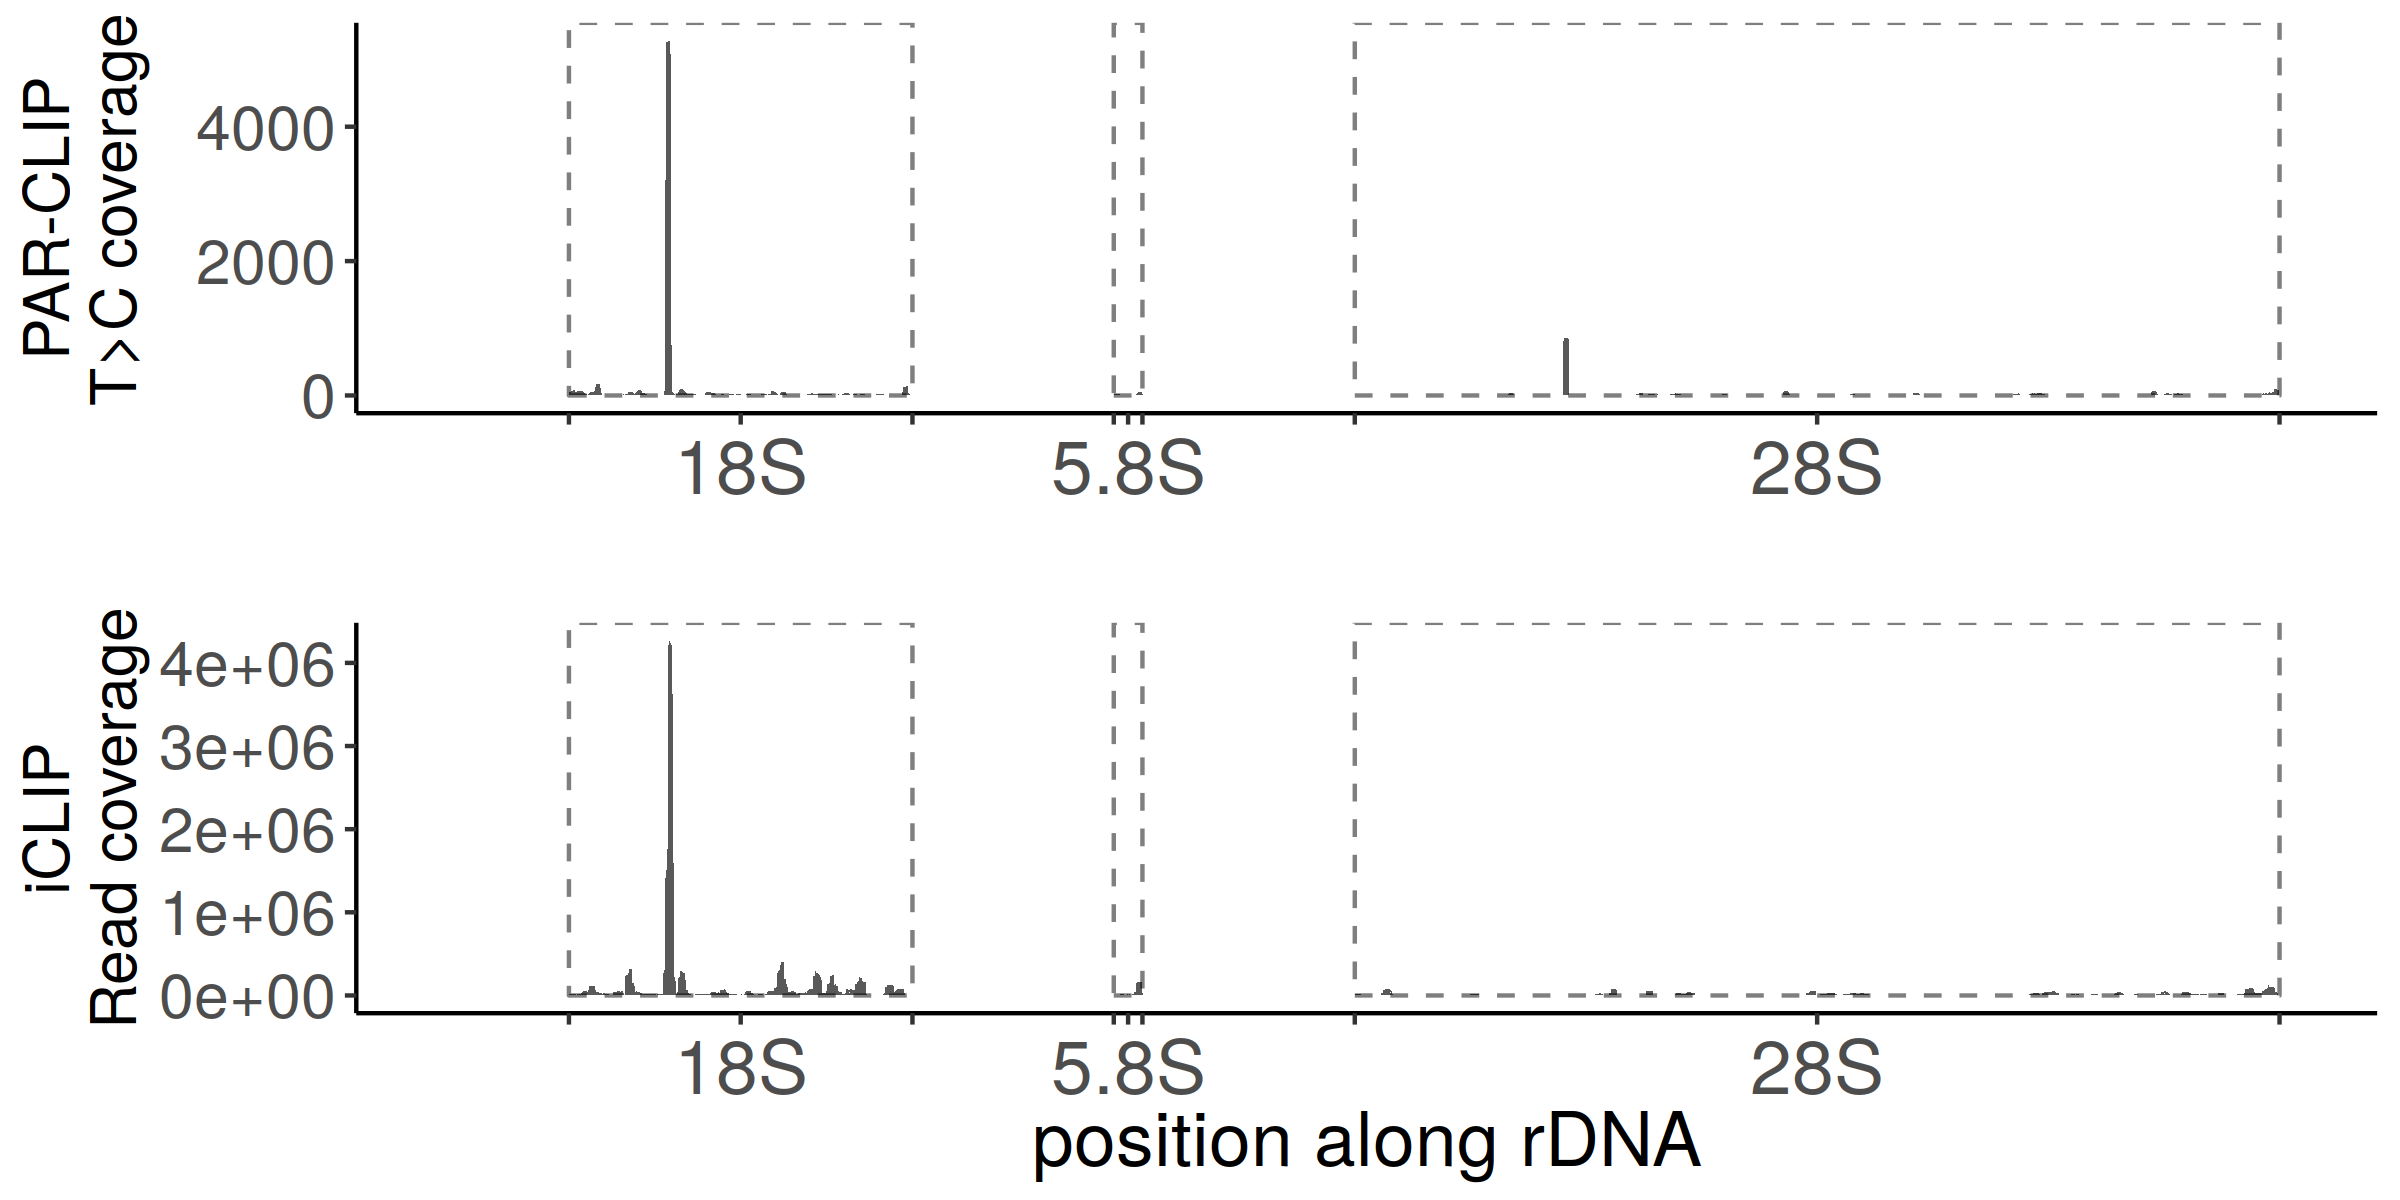 PAR-CLIP
T>C coverage
4000
2000
0
18S 5.8S 28S
iCLIP
Read coverage
4e+06
3e+06
2e+06
1e+06
0e+00
18S 5.8S 28S
position along rDNA